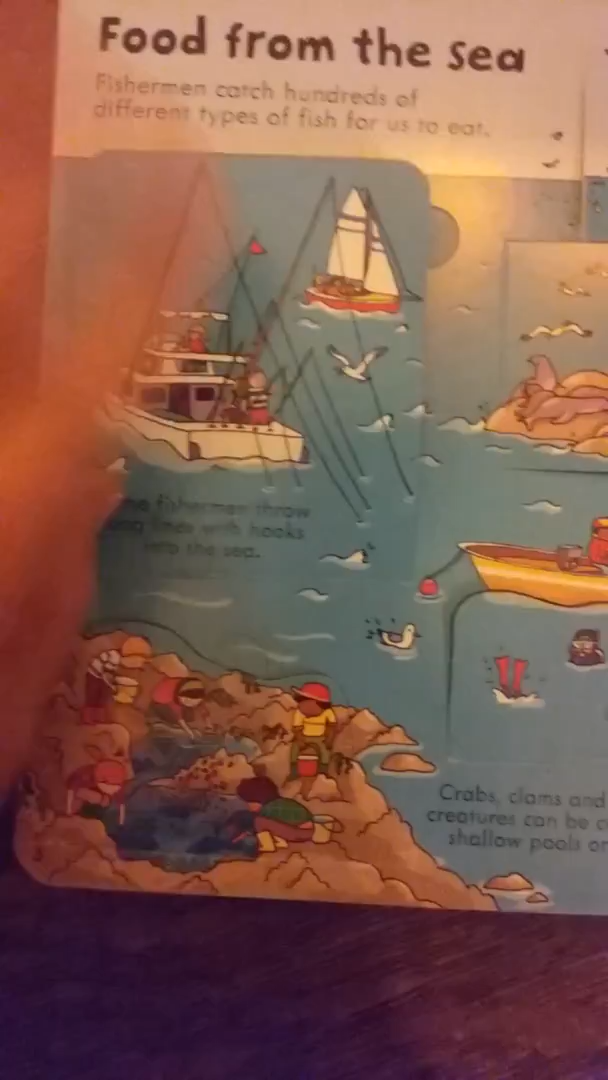 Food from the sea
Fishermen catch hundreds of
different types of fish for us to eat.
fishermen throw
lines with hooks
into the sea.
Crabs, clams and
creatures can be
shallow pools or